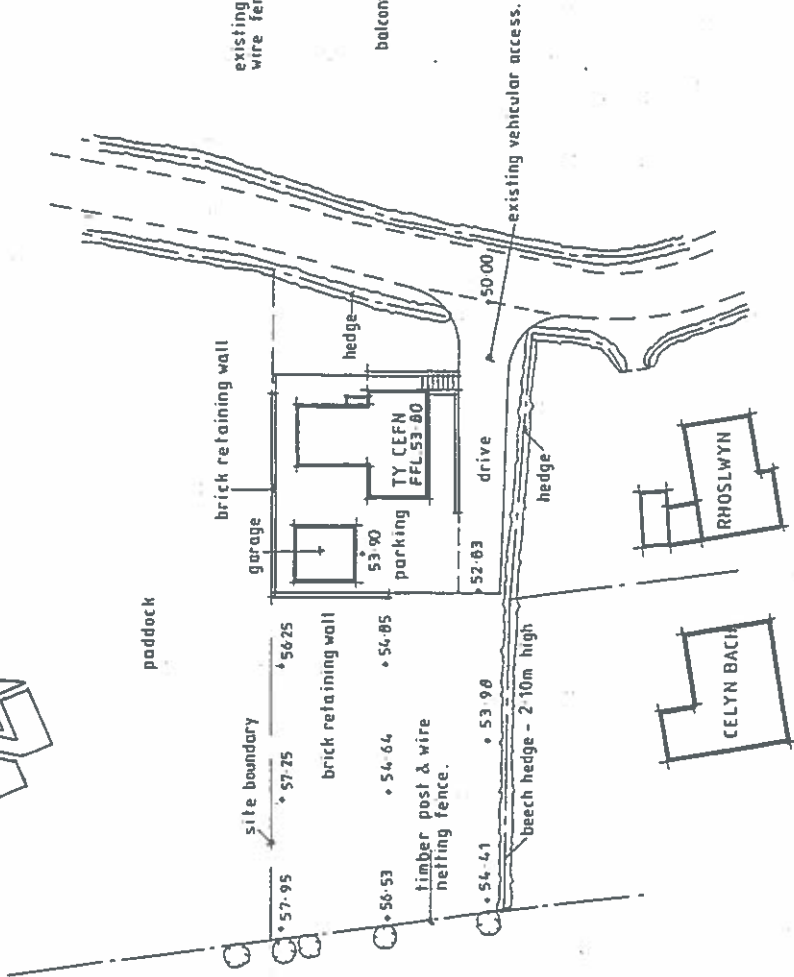 existing
wire fer
balcon
existing vehicular access.
50·00
hedge
brick retaining wall
TY CEFN
FFL.53·80
drive
hedge
garage
53·90
parking
52·83
RHOSLWYN
paddock
56·25
brick retaining wall
54·85
53·98
beech hedge - 2·10m high
CELYN BACH
site boundary
57·25
54·64
timber post & wire
netting fence.
57·95
56·53
54·41